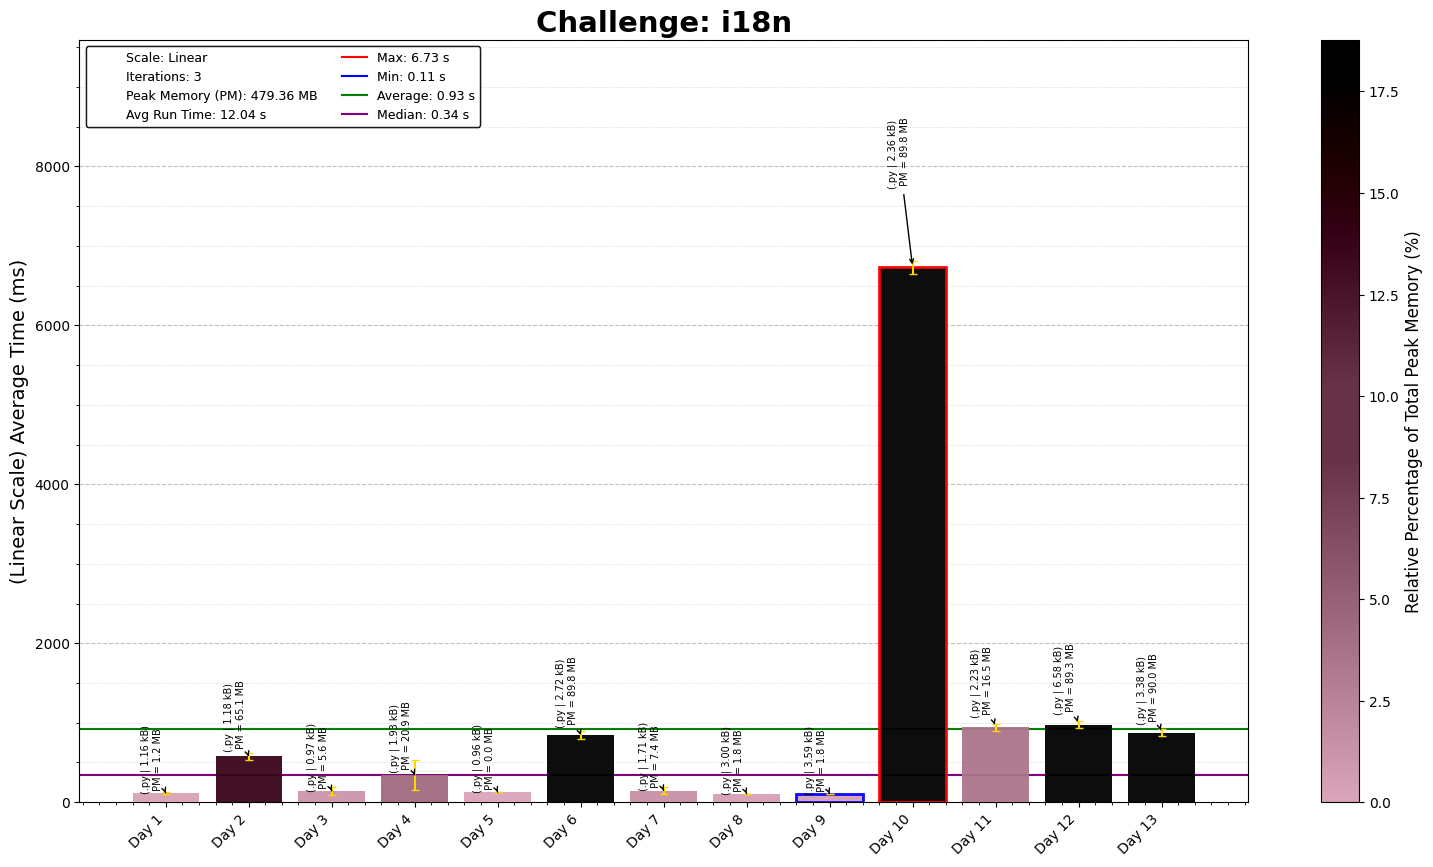 Challenge: i18n
Scale: Linear
Iterations: 3
Peak Memory (PM): 479.36 MB
Avg Run Time: 12.04 s
Max: 6.73 s
Min: 0.11 s
Average: 0.93 s
Median: 0.34 s
(Linear Scale) Average Time (ms)
8000
6000
4000
2000
0
(.py | 1.16 kB)
PM = 1.2 MB
(.py | 1.18 kB)
PM = 65.1 MB
(.py | 0.97 kB)
PM = 5.6 MB
(.py | 1.93 kB)
PM = 20.9 MB
(.py | 0.96 kB)
PM = 0.0 MB
(.py | 2.72 kB)
PM = 89.8 MB
(.py | 1.71 kB)
PM = 7.4 MB
(.py | 3.00 kB)
PM = 1.8 MB
(.py | 3.59 kB)
PM = 1.8 MB
(.py | 2.36 kB)
PM = 89.8 MB
(.py | 2.23 kB)
PM = 16.5 MB
(.py | 6.58 kB)
PM = 89.3 MB
(.py | 3.38 kB)
PM = 90.0 MB
Day 1
Day 2
Day 3
Day 4
Day 5
Day 6
Day 7
Day 8
Day 9
Day 10
Day 11
Day 12
Day 13
17.5
15.0
12.5
10.0
7.5
5.0
2.5
0.0
Relative Percentage of Total Peak Memory (%)